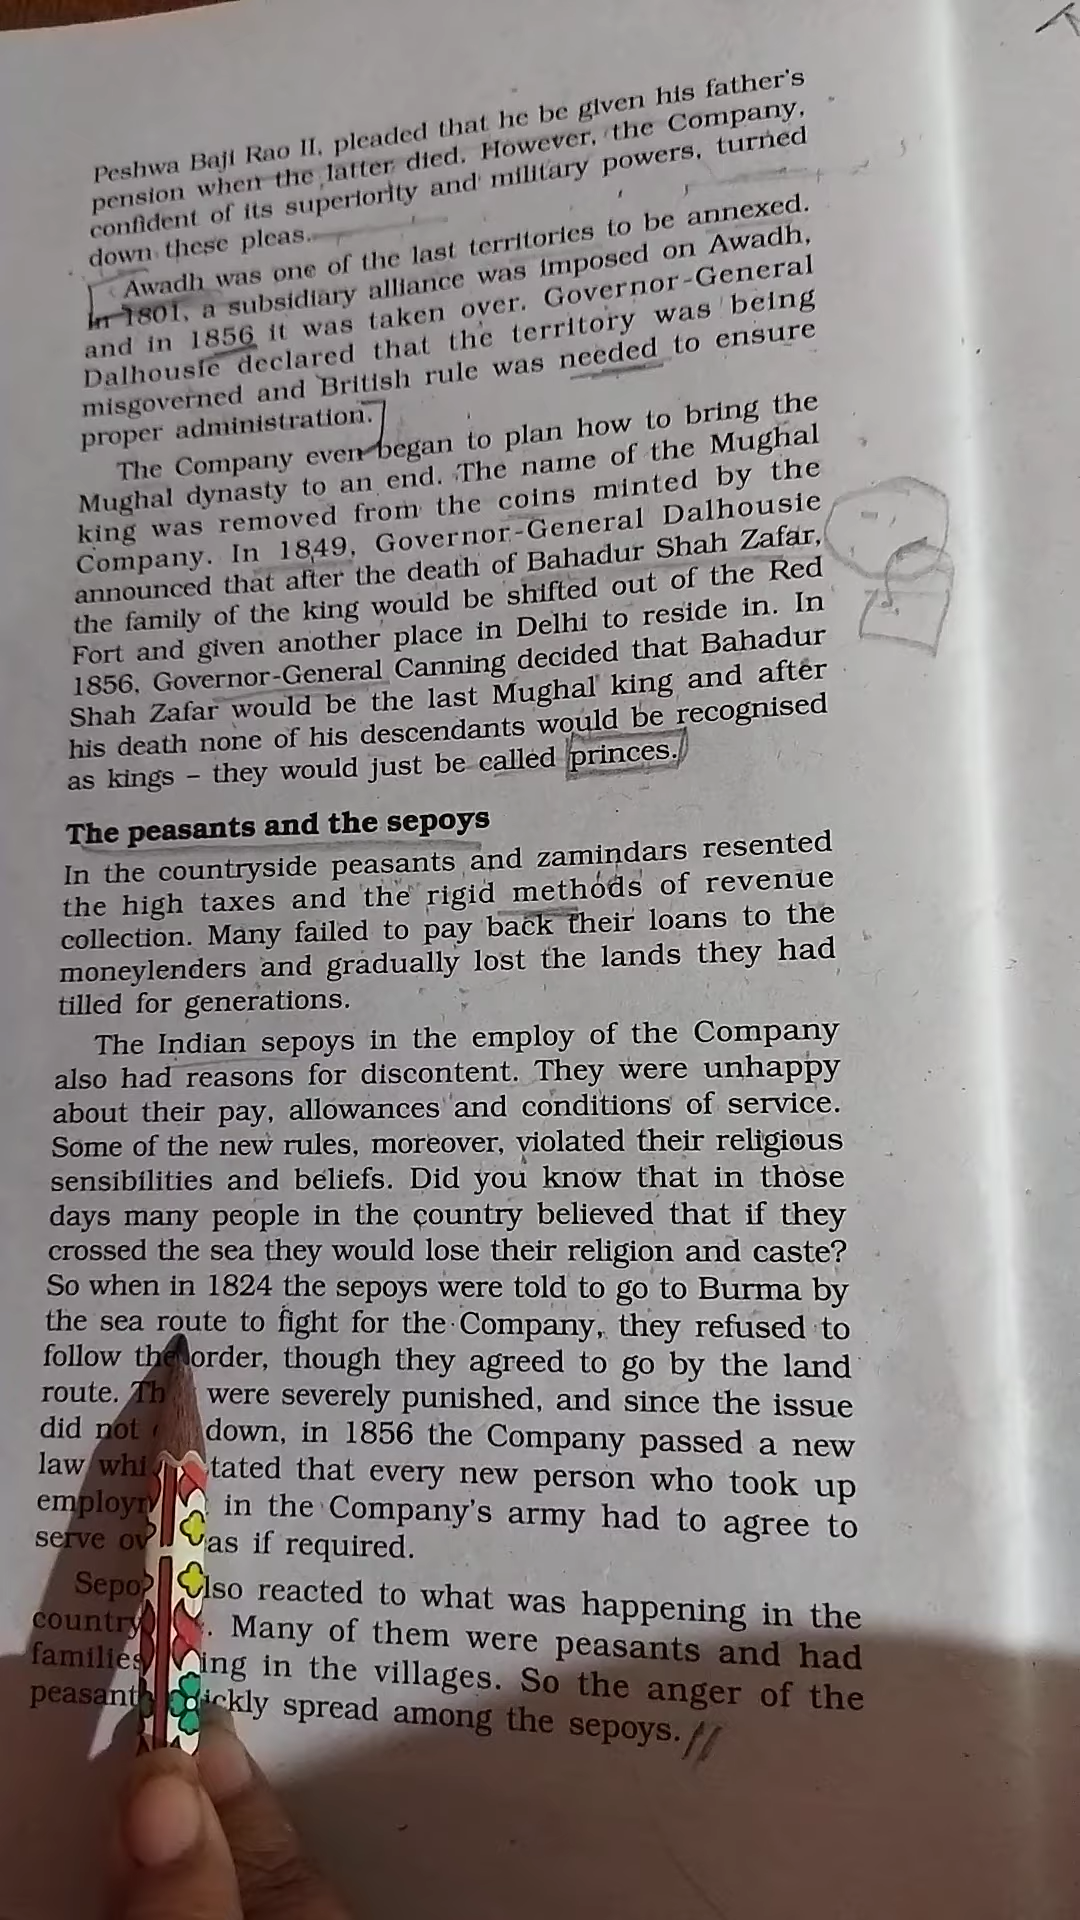 Peshwa Baji Rao II, pleaded that he be given his father's
pension when the latter died. However, the Company,
confident of its superiority and military powers, turned
down these pleas.
Awadh was one of the last territories to be annexed.
In 1801, a subsidiary alliance was imposed on Awadh,
and in 1856 it was taken over. Governor-General
Dalhousie declared that the territory was being
misgoverned and British rule was needed to ensure
proper administration.
The Company even began to plan how to bring the
Mughal dynasty to an end. The name of the Mughal
king was removed from the coins minted by the
Company. In 1849, Governor-General Dalhousie
announced that after the death of Bahadur Shah Zafar,
the family of the king would be shifted out of the Red
Fort and given another place in Delhi to reside in. In
1856, Governor-General Canning decided that Bahadur
Shah Zafar would be the last Mughal king and after
his death none of his descendants would be recognised
as kings – they would just be called princes.
The peasants and the sepoys
In the countryside peasants and zamindars resented
the high taxes and the rigid methods of revenue
collection. Many failed to pay back their loans to the
moneylenders and gradually lost the lands they had
tilled for generations.
The Indian sepoys in the employ of the Company
also had reasons for discontent. They were unhappy
about their pay, allowances and conditions of service.
Some of the new rules, moreover, violated their religious
sensibilities and beliefs. Did you know that in those
days many people in the country believed that if they
crossed the sea they would lose their religion and caste?
So when in 1824 the sepoys were told to go to Burma by
the sea route to fight for the Company, they refused to
follow the order, though they agreed to go by the land
route. were severely punished, and since the issue
did not down, in 1856 the Company passed a new
law that every new person who took up
in the Company's army had to agree to
serve if required.
reacted to what was happening in the
Many of them were peasants and had
families in the villages. So the anger of the
spread among the sepoys.